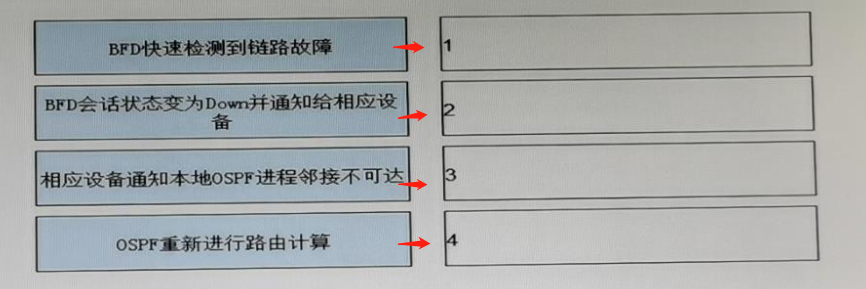 BFD快速检测到链路故障
1
BFD会话状态变为Down并通知给相应设
备
2
相应设备通知本地OSPF进程邻接不可达
3
OSPF重新进行路由计算
4